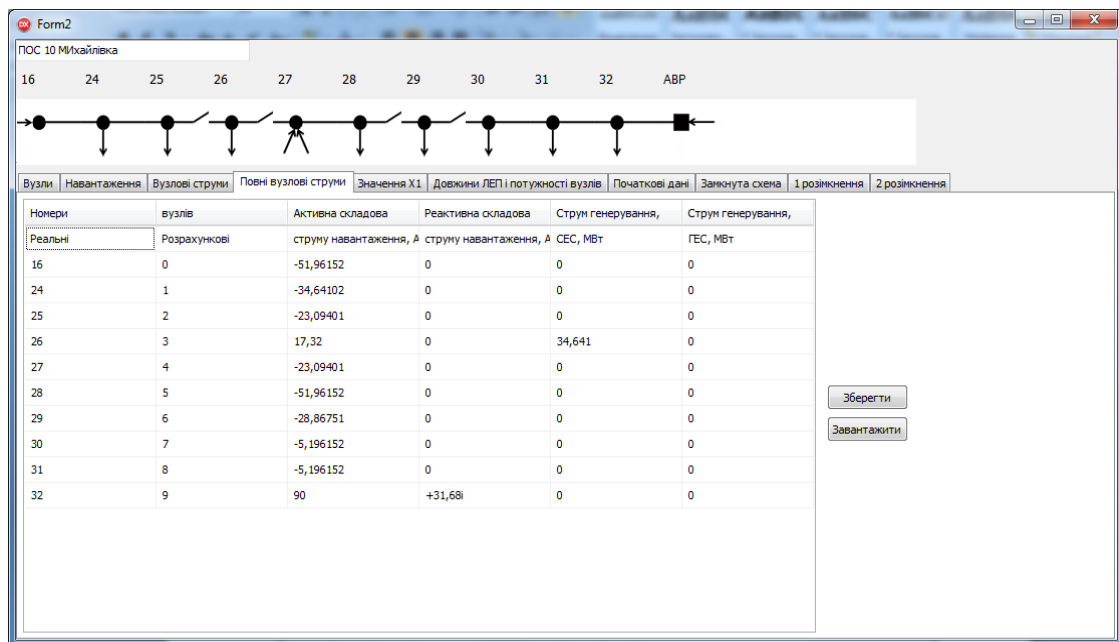 Form2
ПОС 10 МИхайлівка
16 24 25 26 27 28 29 30 31 32 АВР
Вузли Навантаження Вузлові струми Повні вузлові струми Значення X1 Довжини ЛЕП і потужності вузлів Початкові дані Замкнута схема 1 розімкнення 2 розімкнення
Номери вузлів Активна складова Реактивна складова Струм генерування, Струм генерування,
Реальні Розрахункові струму навантаження, А струму навантаження, А СЕС, МВт ГЕС, МВт
16 0 -51,96152 0 0 0
24 1 -34,64102 0 0 0
25 2 -23,09401 0 0 0
26 3 17,32 0 34,641 0
27 4 -23,09401 0 0 0
28 5 -51,96152 0 0 0
29 6 -28,86751 0 0 0
30 7 -5,196152 0 0 0
31 8 -5,196152 0 0 0
32 9 90 +31,68i 0 0
Зберегти
Завантажити